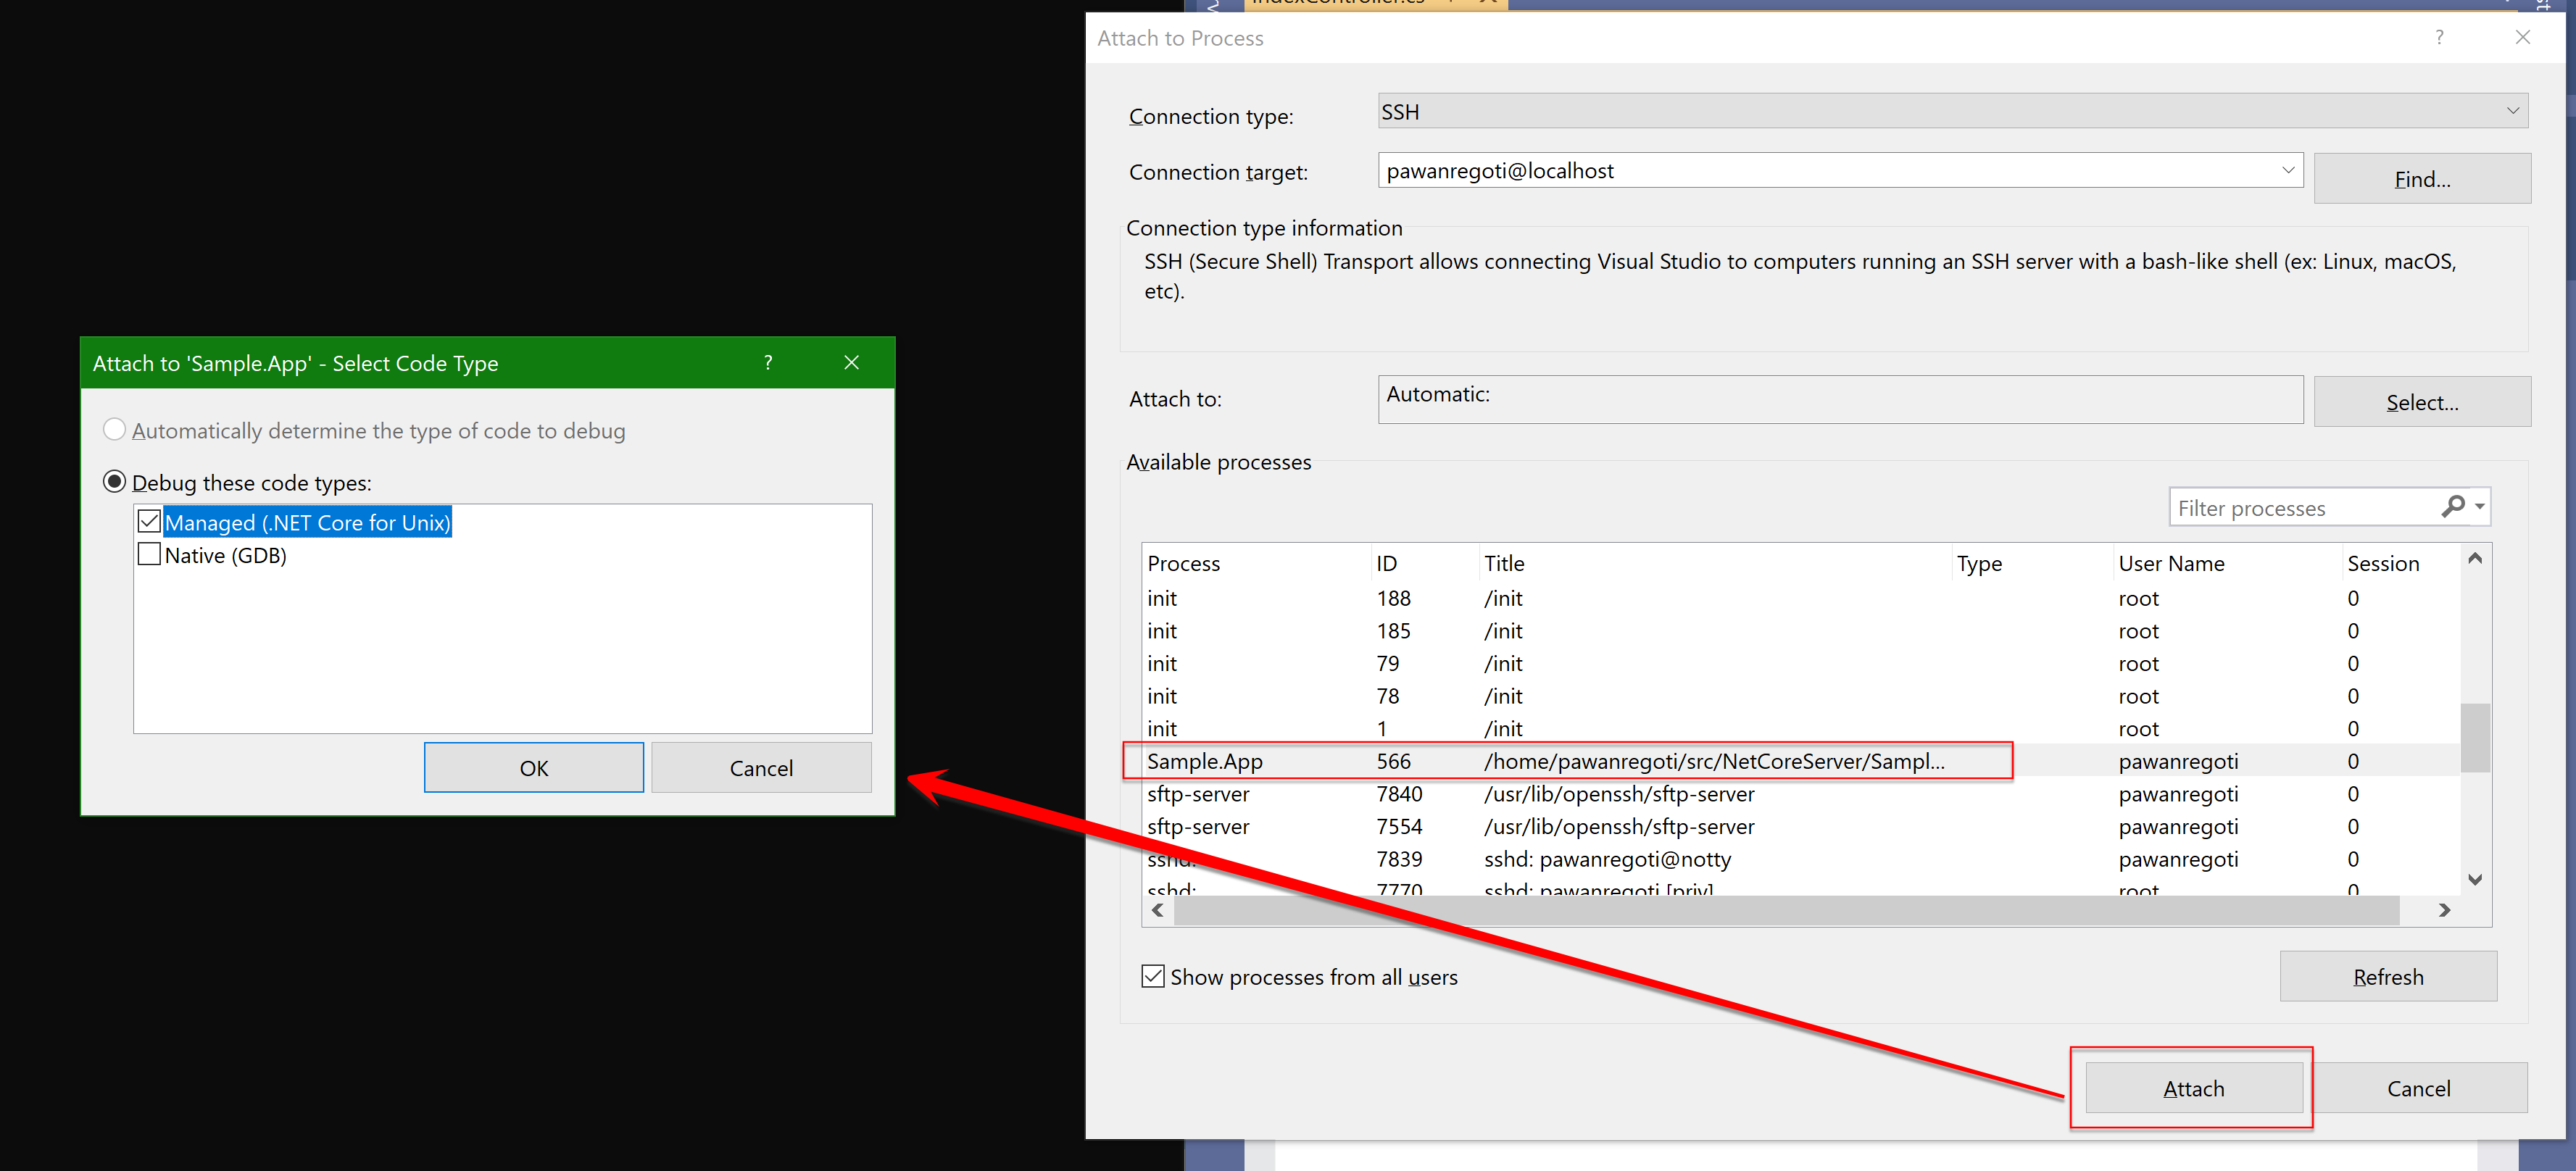 IndexController.cs
Attach to Process
Connection type:
SSH
Connection target:
pawanregoti@localhost
Find...
Connection type information
SSH (Secure Shell) Transport allows connecting Visual Studio to computers running an SSH server with a bash-like shell (ex: Linux, macOS,
etc).
Attach to:
Automatic:
Select...
Available processes
Filter processes
Process ID Title Type User Name Session
init 188 /init root 0
init 185 /init root 0
init 79 /init root 0
init 78 /init root 0
init 1 /init root 0
Sample.App 566 /home/pawanregoti/src/NetCoreServer/Sampl... pawanregoti 0
sftp-server 7840 /usr/lib/openssh/sftp-server pawanregoti 0
sftp-server 7554 /usr/lib/openssh/sftp-server pawanregoti 0
sshd: 7839 sshd: pawanregoti@notty pawanregoti 0
sshd: 7770 sshd: pawanregoti [priv] root 0
Show processes from all users
Refresh
Attach
Cancel
Attach to 'Sample.App' - Select Code Type
Automatically determine the type of code to debug
Debug these code types:
Managed (.NET Core for Unix)
Native (GDB)
OK
Cancel